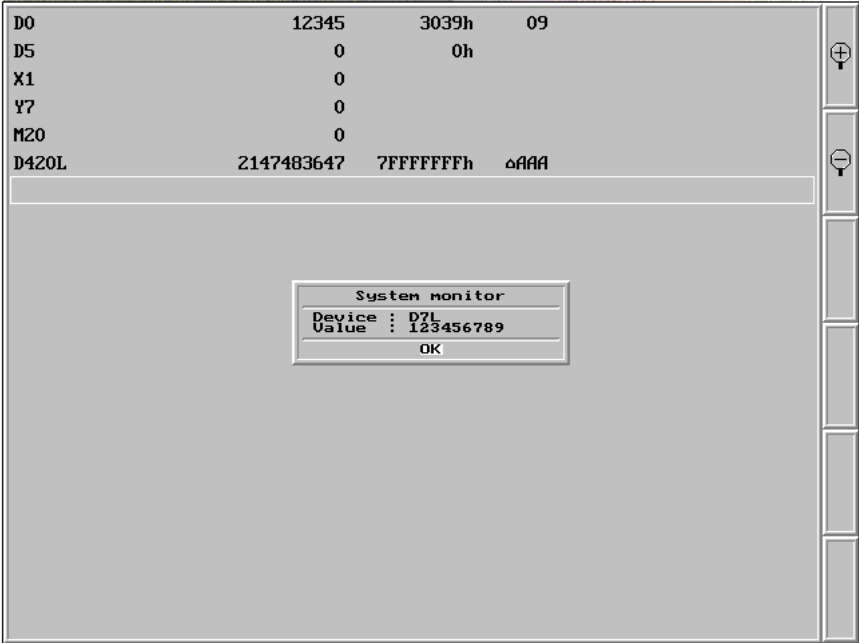 D0 12345 3039h 09
D5 0 0h
X1 0
Y7 0
M20 0
D420L 2147483647 7FFFFFFFh ⌂AAA
System monitor
Device : D7L
Value : 123456789
OK